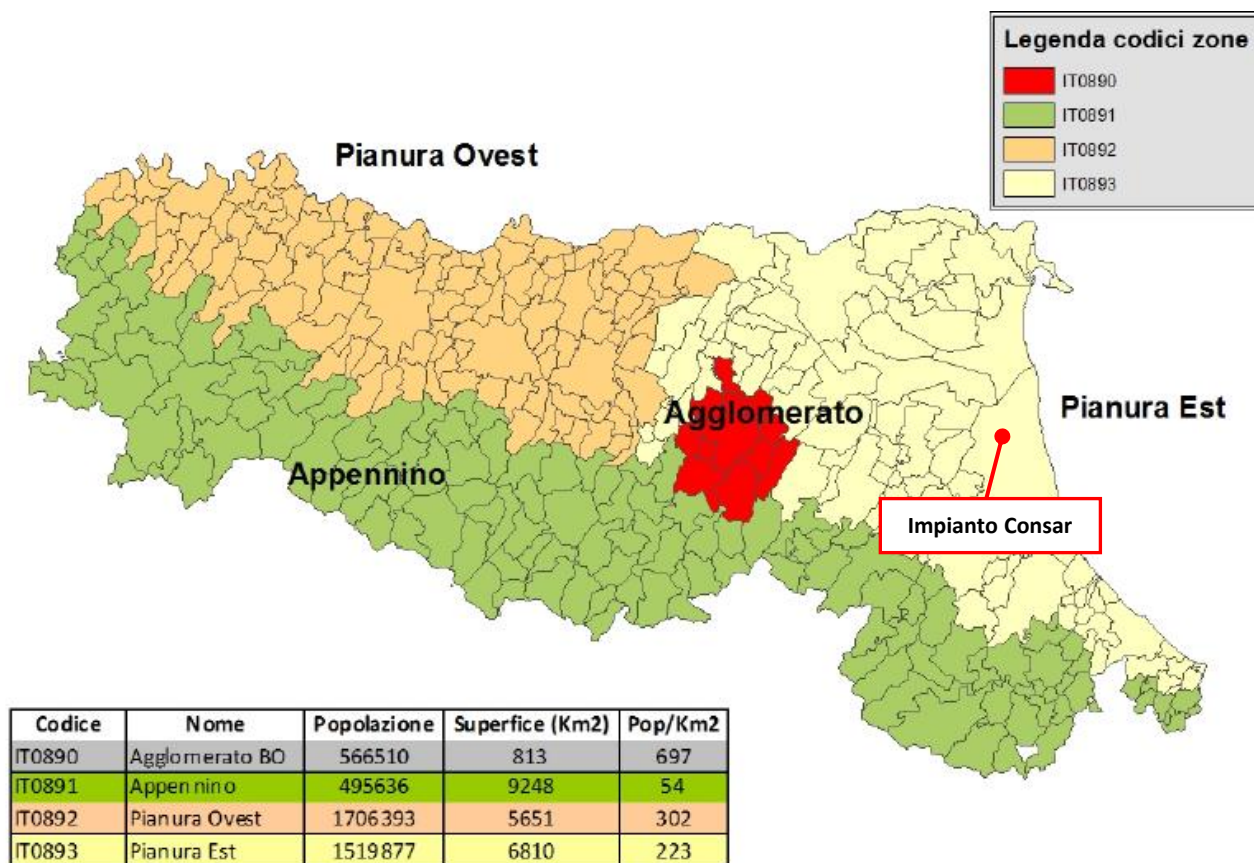 Legenda codici zone
IT0890
IT0891
IT0892
IT0893
Pianura Ovest
Agglomerato
Pianura Est
Appennino
Impianto Consar
Codice Nome Popolazione Superfice (Km2) Pop/Km2
IT0890 Agglomerato BO 566510 813 697
IT0891 Appennino 495636 9248 54
IT0892 Pianura Ovest 1706393 5651 302
IT0893 Pianura Est 1519877 6810 223